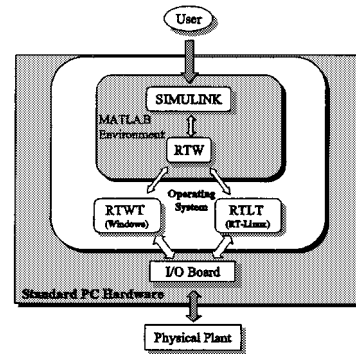 User
SIMULINK
MATLAB
Environment
RTW
Operating
System
RTWT
(Windows)
RTLT
(RT-Linux)
I/O Board
Standard PC Hardware
Physical Plant